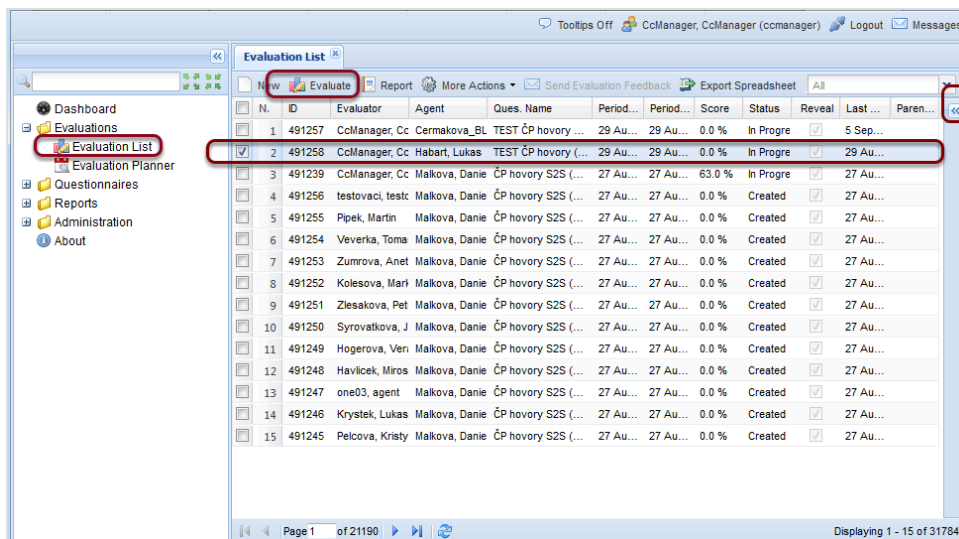 Tooltips Off CcManager, CcManager (ccmanager) Logout Messages
Evaluation List
New Evaluate Report More Actions Send Evaluation Feedback Export Spreadsheet All
Dashboard
Evaluations
Evaluation List
Evaluation Planner
Questionnaires
Reports
Administration
About
N. ID Evaluator Agent Ques. Name Period... Period... Score Status Reveal Last ... Paren...
1 491257 CcManager, Cc Cermakova_BL TEST ČP hovory ... 29 Au... 29 Au... 0.0 % In Progre 5 Sep...
2 491258 CcManager, Cc Habart, Lukas TEST ČP hovory (... 29 Au... 29 Au... 0.0 % In Progre 29 Au...
3 491239 CcManager, Cc Malkova, Danie ČP hovory S2S (... 27 Au... 27 Au... 63.0 % In Progre 27 Au...
4 491256 testovaci, testc Malkova, Danie ČP hovory S2S (... 27 Au... 27 Au... 0.0 % Created 27 Au...
5 491255 Pipek, Martin Malkova, Danie ČP hovory S2S (... 27 Au... 27 Au... 0.0 % Created 27 Au...
6 491254 Veverka, Toma Malkova, Danie ČP hovory S2S (... 27 Au... 27 Au... 0.0 % Created 27 Au...
7 491253 Zumrova, Anet Malkova, Danie ČP hovory S2S (... 27 Au... 27 Au... 0.0 % Created 27 Au...
8 491252 Kolesova, Mark Malkova, Danie ČP hovory S2S (... 27 Au... 27 Au... 0.0 % Created 27 Au...
9 491251 Zlesakova, Pet Malkova, Danie ČP hovory S2S (... 27 Au... 27 Au... 0.0 % Created 27 Au...
10 491250 Syrovatkova, J Malkova, Danie ČP hovory S2S (... 27 Au... 27 Au... 0.0 % Created 27 Au...
11 491249 Hogerova, Vera Malkova, Danie ČP hovory S2S (... 27 Au... 27 Au... 0.0 % Created 27 Au...
12 491248 Havlicek, Miros Malkova, Danie ČP hovory S2S (... 27 Au... 27 Au... 0.0 % Created 27 Au...
13 491247 one03, agent Malkova, Danie ČP hovory S2S (... 27 Au... 27 Au... 0.0 % Created 27 Au...
14 491246 Krystek, Lukas Malkova, Danie ČP hovory S2S (... 27 Au... 27 Au... 0.0 % Created 27 Au...
15 491245 Pelcova, Kristy Malkova, Danie ČP hovory S2S (... 27 Au... 27 Au... 0.0 % Created 27 Au...
Page 1 of 21190 Displaying 1 - 15 of 31784